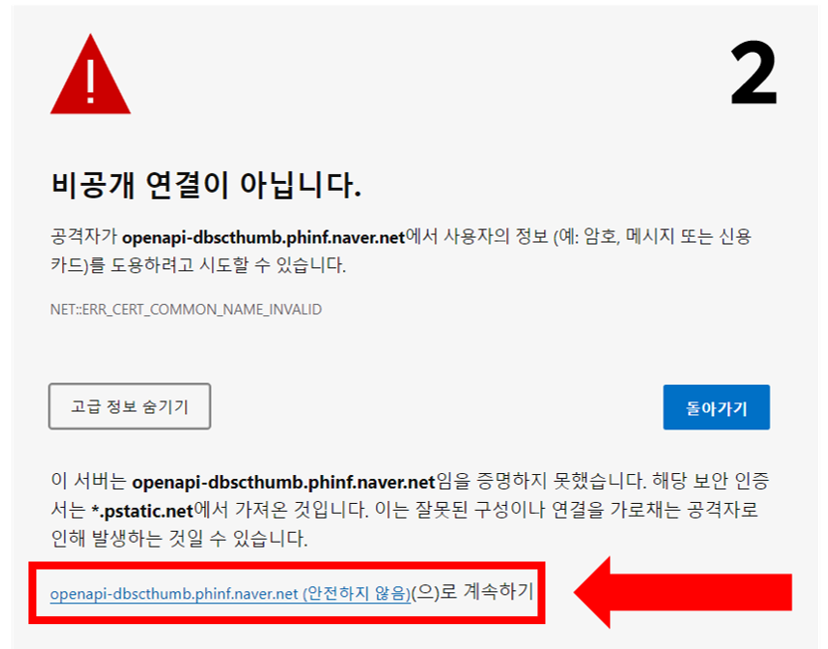 2
비공개 연결이 아닙니다.
공격자가 openapi-dbscthumb.phinf.naver.net에서 사용자의 정보 (예: 암호, 메시지 또는 신용
카드)를 도용하려고 시도할 수 있습니다.
NET::ERR_CERT_COMMON_NAME_INVALID
고급 정보 숨기기
돌아가기
이 서버는 openapi-dbscthumb.phinf.naver.net임을 증명하지 못했습니다. 해당 보안 인증
서는 *.pstatic.net에서 가져온 것입니다. 이는 잘못된 구성이나 연결을 가로채는 공격자로
인해 발생하는 것일 수 있습니다.
openapi-dbscthumb.phinf.naver.net (안전하지 않음)(으)로 계속하기